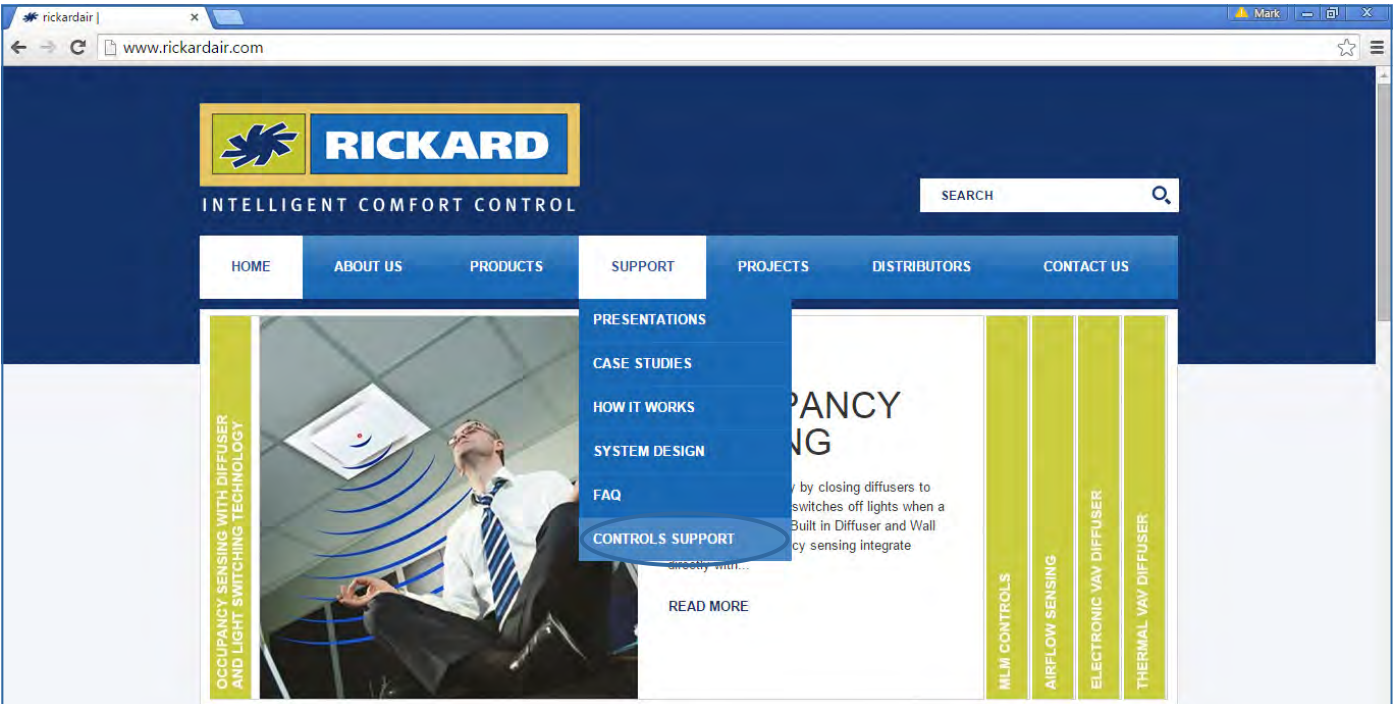 rickardair |
Mark
www.rickardair.com
RICKARD
INTELLIGENT COMFORT CONTROL
SEARCH
HOME ABOUT US PRODUCTS SUPPORT PROJECTS DISTRIBUTORS CONTACT US
PRESENTATIONS
CASE STUDIES
HOW IT WORKS
SYSTEM DESIGN
FAQ
CONTROLS SUPPORT
OCCUPANCY SENSING WITH DIFFUSER
AND LIGHT SWITCHING TECHNOLOGY
by closing diffusers to
switches off lights when a
Built in Diffuser and Wall
sensing integrate
directly with...
READ MORE
MLM CONTROLS
AIRFLOW SENSING
ELECTRONIC VAV DIFFUSER
THERMAL VAV DIFFUSER